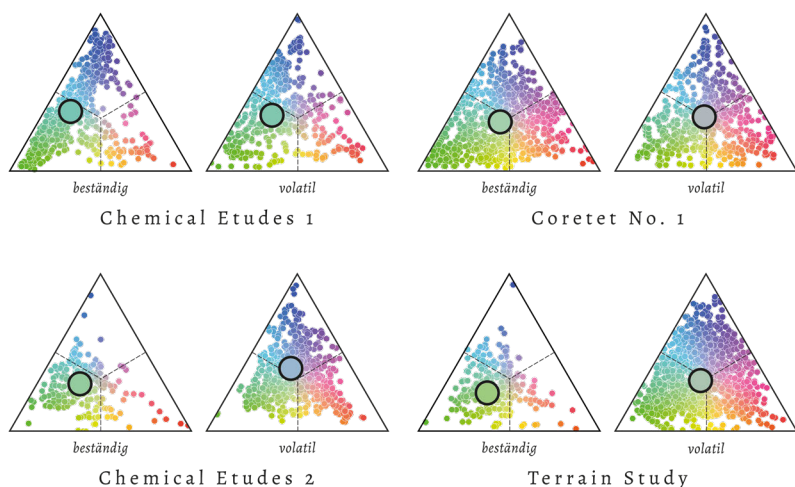 beständig volatil beständig volatil
Chemical Etudes 1 Coretet No. 1
beständig volatil beständig volatil
Chemical Etudes 2 Terrain Study